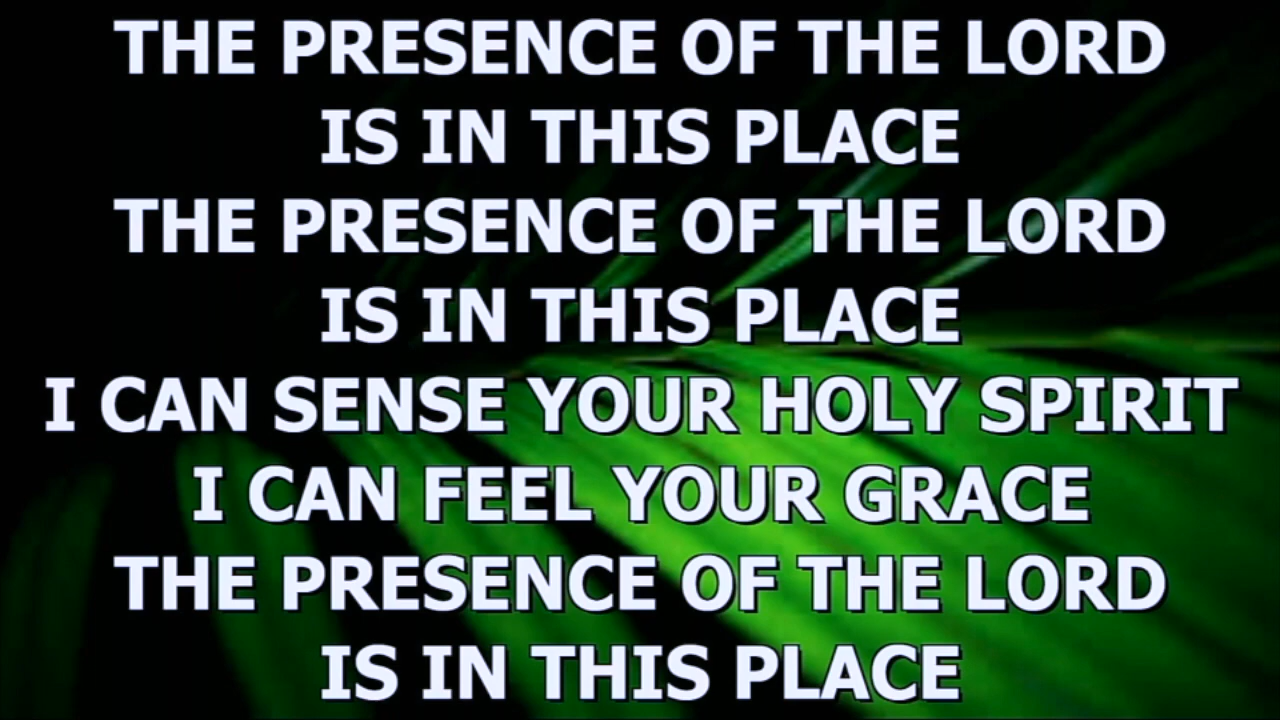 THE PRESENCE OF THE LORD
IS IN THIS PLACE
THE PRESENCE OF THE LORD
IS IN THIS PLACE
I CAN SENSE YOUR HOLY SPIRIT
I CAN FEEL YOUR GRACE
THE PRESENCE OF THE LORD
IS IN THIS PLACE